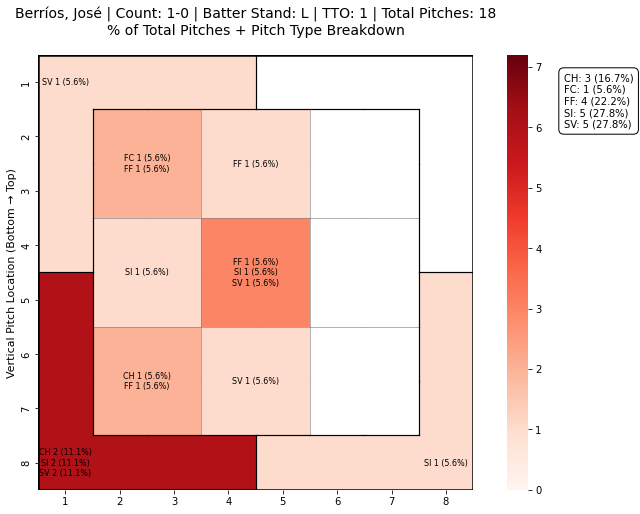 Berríos, José | Count: 1-0 | Batter Stand: L | TTO: 1 | Total Pitches: 18
% of Total Pitches + Pitch Type Breakdown
Vertical Pitch Location (Bottom → Top)
1
2
3
4
5
6
7
8
SV 1 (5.6%)
FC 1 (5.6%)
FF 1 (5.6%)
FF 1 (5.6%)
SI 1 (5.6%)
FF 1 (5.6%)
SI 1 (5.6%)
SV 1 (5.6%)
CH 1 (5.6%)
FF 1 (5.6%)
SV 1 (5.6%)
CH 2 (11.1%)
SI 2 (11.1%)
SV 2 (11.1%)
SI 1 (5.6%)
1 2 3 4 5 6 7 8
7
6
5
4
3
2
1
0
CH: 3 (16.7%)
FC: 1 (5.6%)
FF: 4 (22.2%)
SI: 5 (27.8%)
SV: 5 (27.8%)